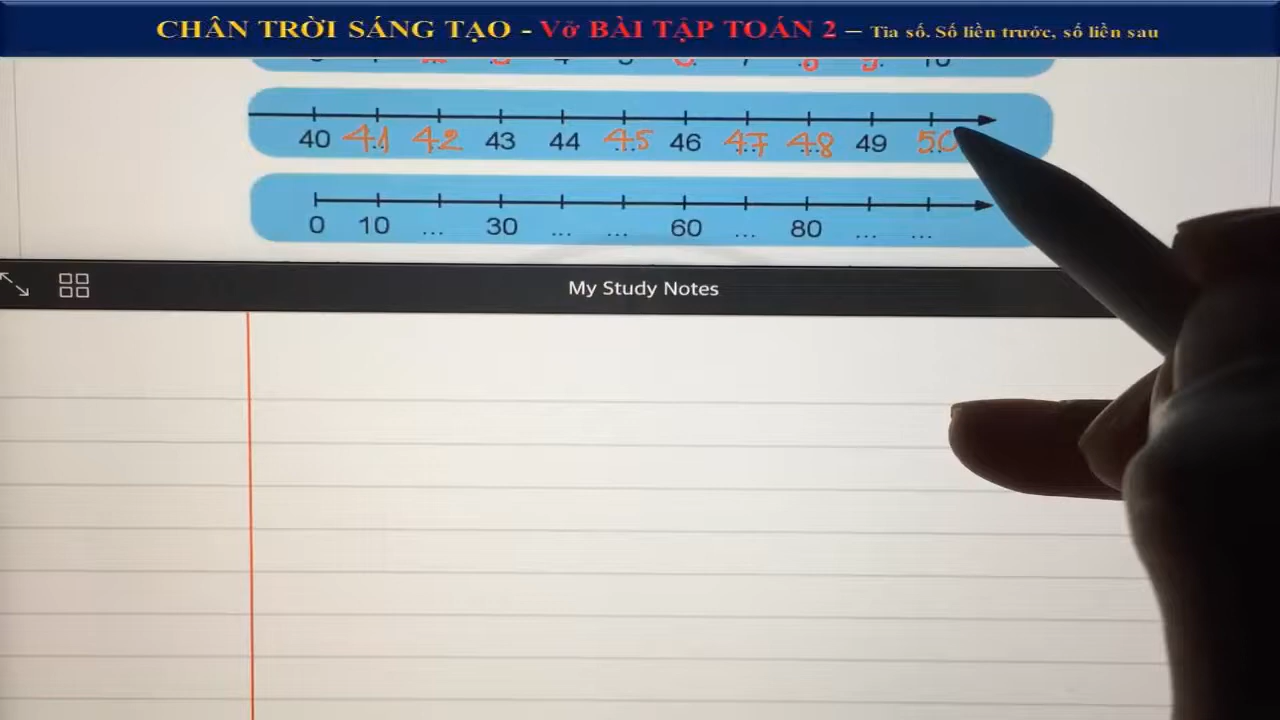 CHÂN TRỜI SÁNG TẠO - Vở BÀI TẬP TOÁN 2 – Tia số. Số liền trước, số liền sau
40 41 42 43 44 45 46 47 48 49 50
0 10 ... 30 ... ... 60 ... 80 ... ...
My Study Notes